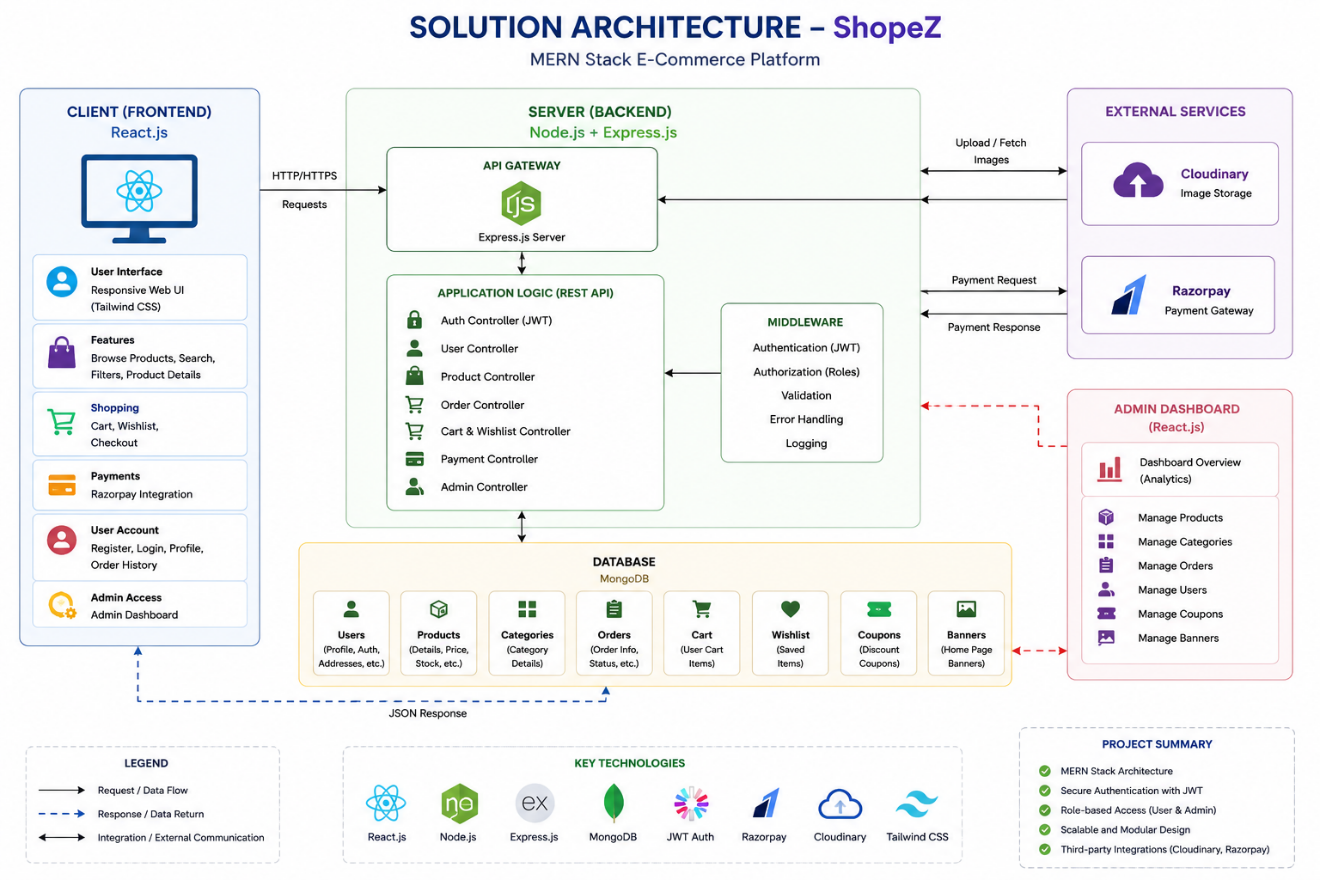 SOLUTION ARCHITECTURE – ShopeZ
MERN Stack E-Commerce Platform
CLIENT (FRONTEND)
React.js
User Interface
Responsive Web UI
(Tailwind CSS)
Features
Browse Products, Search,
Filters, Product Details
Shopping
Cart, Wishlist,
Checkout
Payments
Razorpay Integration
User Account
Register, Login, Profile,
Order History
Admin Access
Admin Dashboard
HTTP/HTTPS
Requests
SERVER (BACKEND)
Node.js + Express.js
API GATEWAY
js
Express.js Server
APPLICATION LOGIC (REST API)
Auth Controller (JWT)
User Controller
Product Controller
Order Controller
Cart & Wishlist Controller
Payment Controller
Admin Controller
MIDDLEWARE
Authentication (JWT)
Authorization (Roles)
Validation
Error Handling
Logging
Upload / Fetch
Images
Payment Request
Payment Response
EXTERNAL SERVICES
Cloudinary
Image Storage
Razorpay
Payment Gateway
ADMIN DASHBOARD
(React.js)
Dashboard Overview
(Analytics)
Manage Products
Manage Categories
Manage Orders
Manage Users
Manage Coupons
Manage Banners
DATABASE
MongoDB
Users
(Profile, Auth,
Addresses, etc.)
Products
(Details, Price,
Stock, etc.)
Categories
(Category
Details)
Orders
(Order Info,
Status, etc.)
Cart
(User Cart
Items)
Wishlist
(Saved
Items)
Coupons
(Discount
Coupons)
Banners
(Home Page
Banners)
JSON Response
LEGEND
Request / Data Flow
Response / Data Return
Integration / External Communication
KEY TECHNOLOGIES
React.js
Node.js
ex
Express.js
MongoDB
JWT Auth
Razorpay
Cloudinary
Tailwind CSS
PROJECT SUMMARY
MERN Stack Architecture
Secure Authentication with JWT
Role-based Access (User & Admin)
Scalable and Modular Design
Third-party Integrations (Cloudinary, Razorpay)